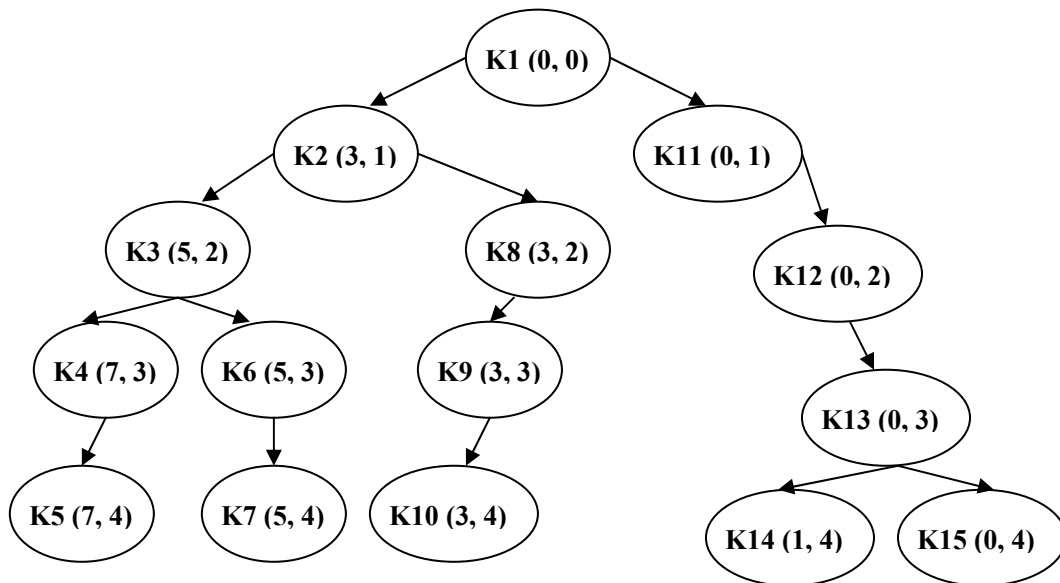 K1 (0, 0)
K2 (3, 1)
K11 (0, 1)
K3 (5, 2)
K8 (3, 2)
K12 (0, 2)
K4 (7, 3)
K6 (5, 3)
K9 (3, 3)
K13 (0, 3)
K5 (7, 4)
K7 (5, 4)
K10 (3, 4)
K14 (1, 4)
K15 (0, 4)